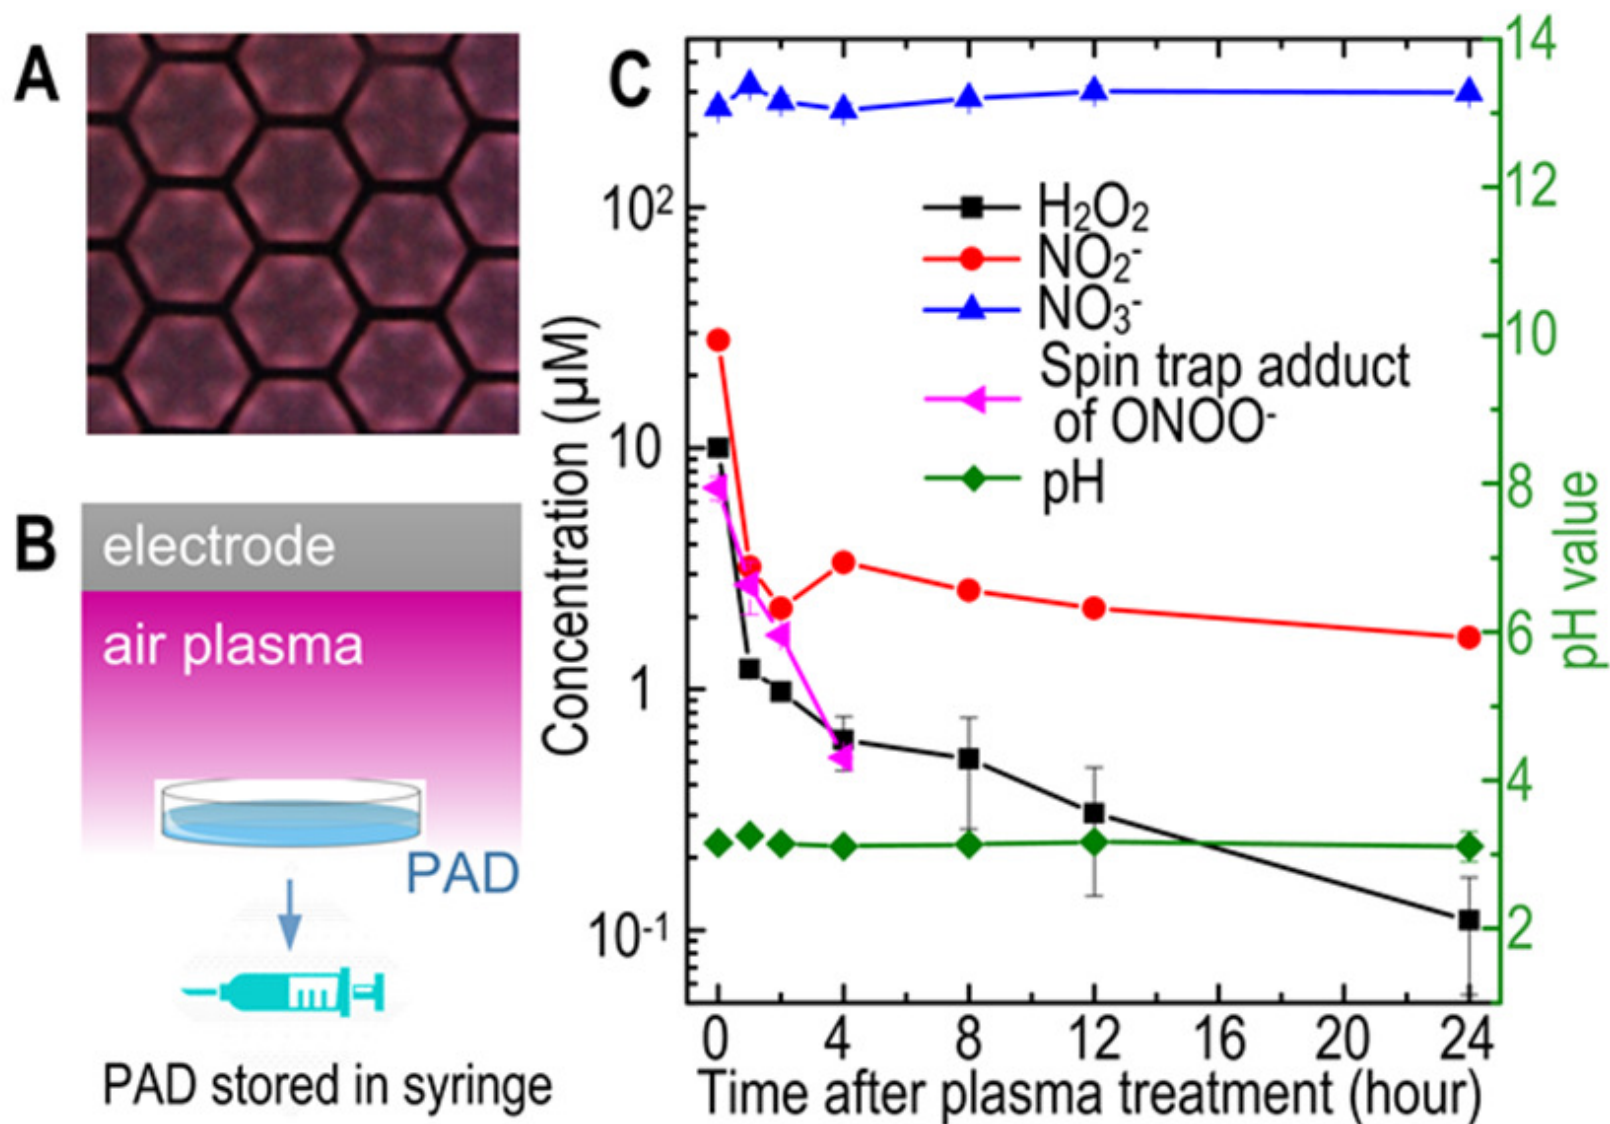 A
B
electrode
air plasma
PAD
PAD stored in syringe
C
H₂O₂
NO₂⁻
NO₃⁻
Spin trap adduct
of ONOO⁻
pH
Concentration (μM)
10²
10
1
10⁻¹
0 4 8 12 16 20 24
Time after plasma treatment (hour)
14
12
10
8
6
4
2
pH value